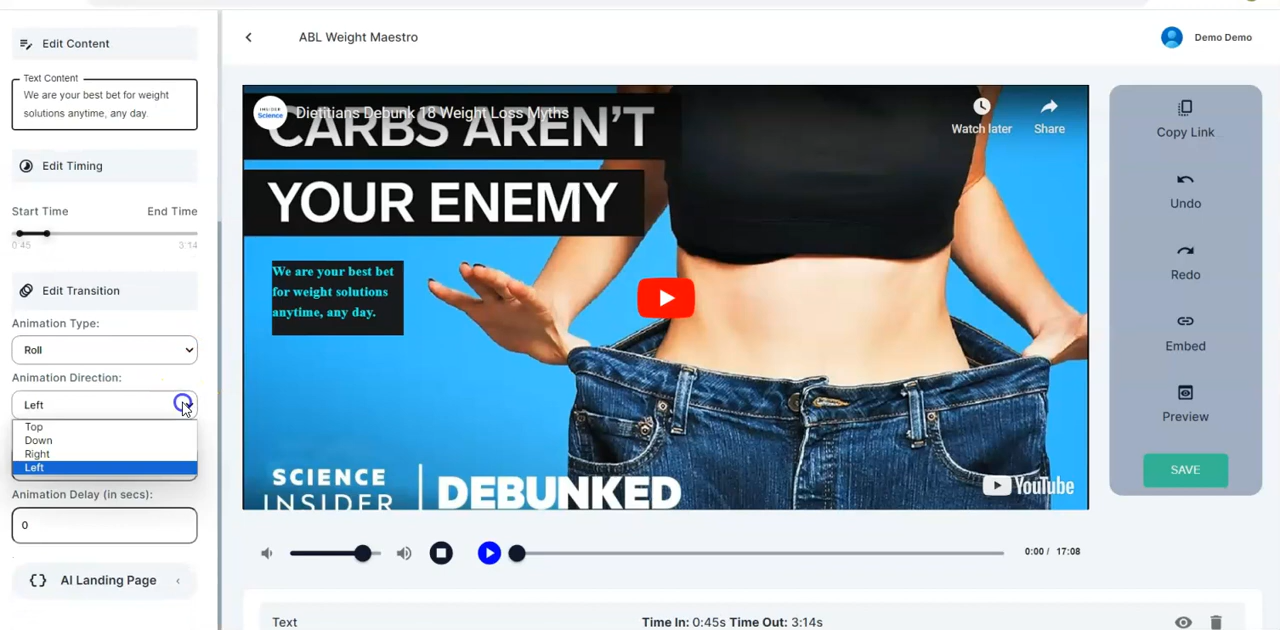 Edit Content
Text Content
We are your best bet for weight
solutions anytime, any day.
Edit Timing
Start Time
End Time
0:45
3:14
Edit Transition
Animation Type:
Roll
Animation Direction:
Left
Top
Down
Right
Left
Animation Delay (in secs):
0
AI Landing Page
ABL Weight Maestro
Demo Demo
INSIDER
Science
Dietitians Debunk 18 Weight Loss Myths
Watch later
Share
CARBS AREN'T
YOUR ENEMY
We are your best bet
for weight solutions
anytime, any day.
SCIENCE
INSIDER
DEBUNKED
YouTube
0:00 / 17:08
Text
Time In: 0:45s Time Out: 3:14s
Copy Link
Undo
Redo
Embed
Preview
SAVE